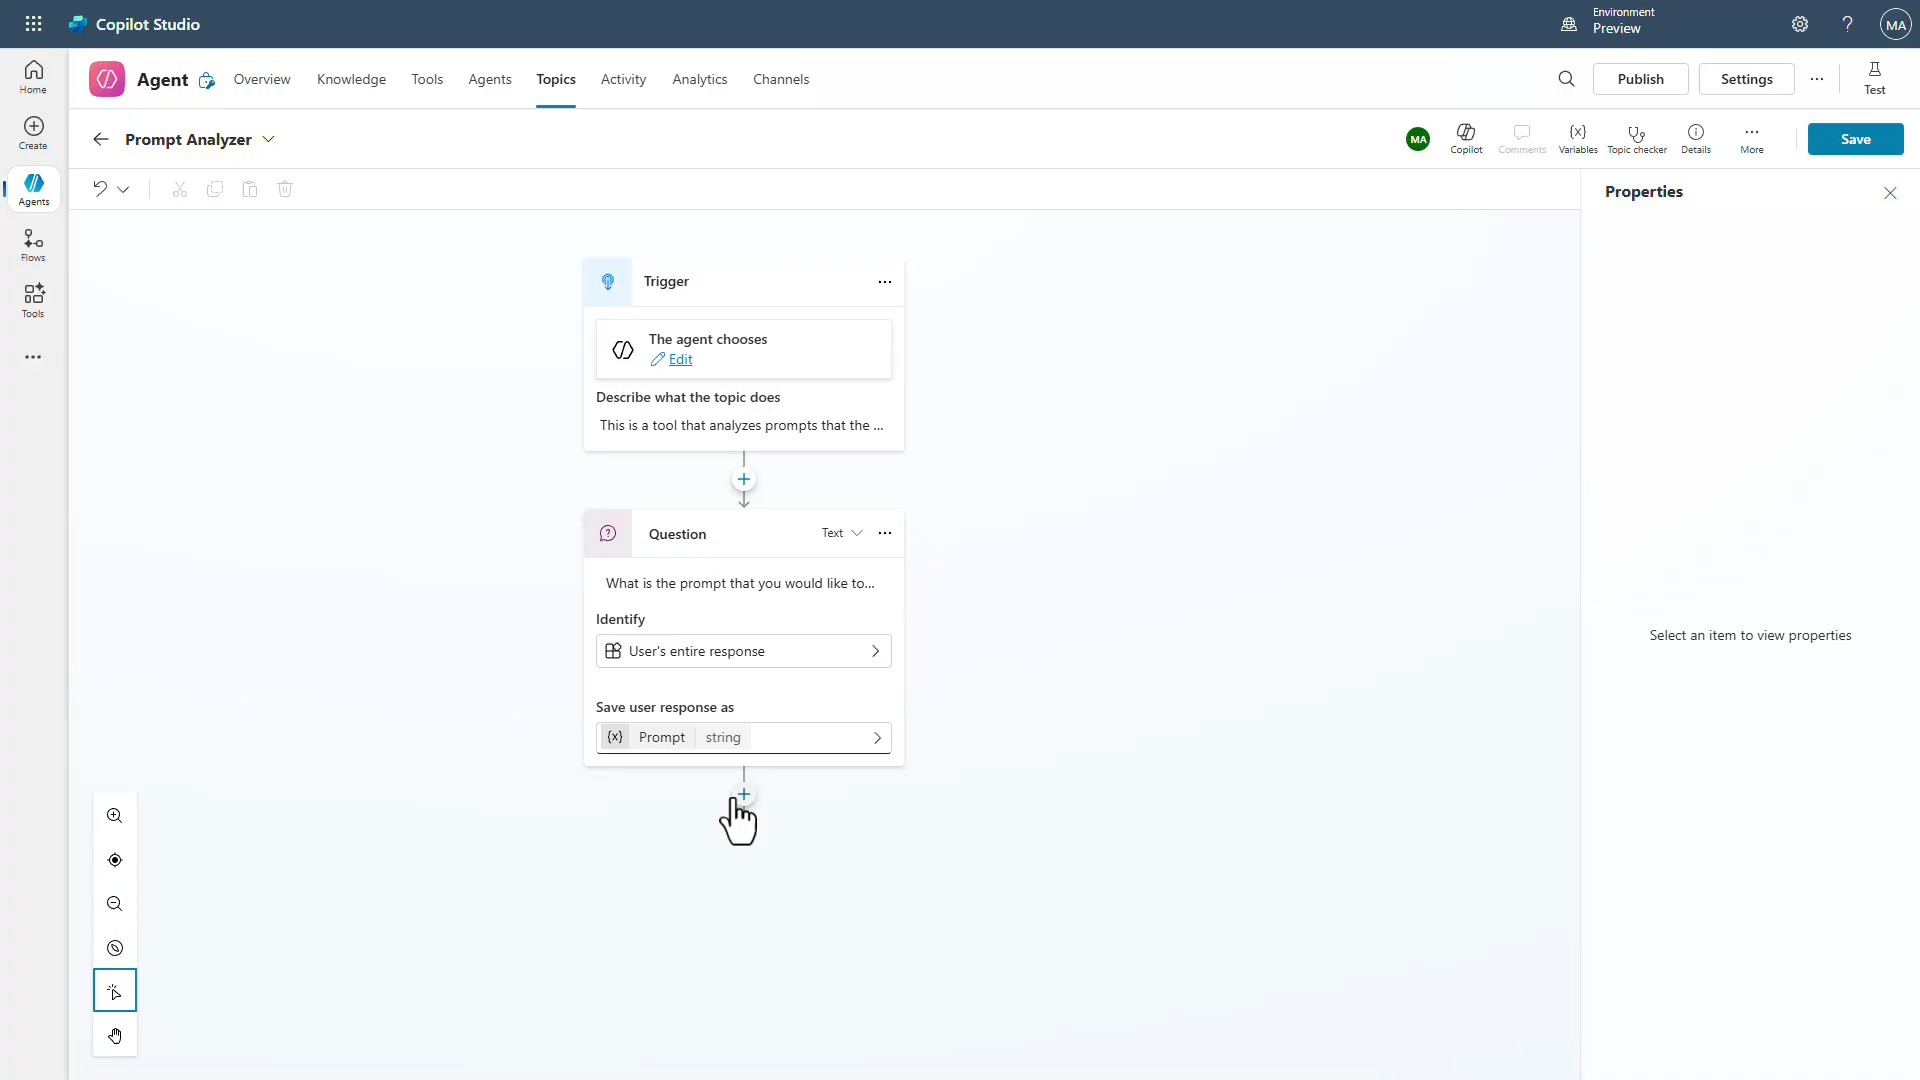 Copilot Studio
Environment
Preview
MA
Agent
Overview
Knowledge
Tools
Agents
Topics
Activity
Analytics
Channels
Publish
Settings
Test
Home
Create
Agents
Flows
Tools
Prompt Analyzer
MA
Copilot
Comments
Variables
Topic checker
Details
More
Save
Properties
Select an item to view properties
Trigger
The agent chooses
Edit
Describe what the topic does
This is a tool that analyzes prompts that the ...
Question
Text
What is the prompt that you would like to...
Identify
User's entire response
Save user response as
{x} Prompt string